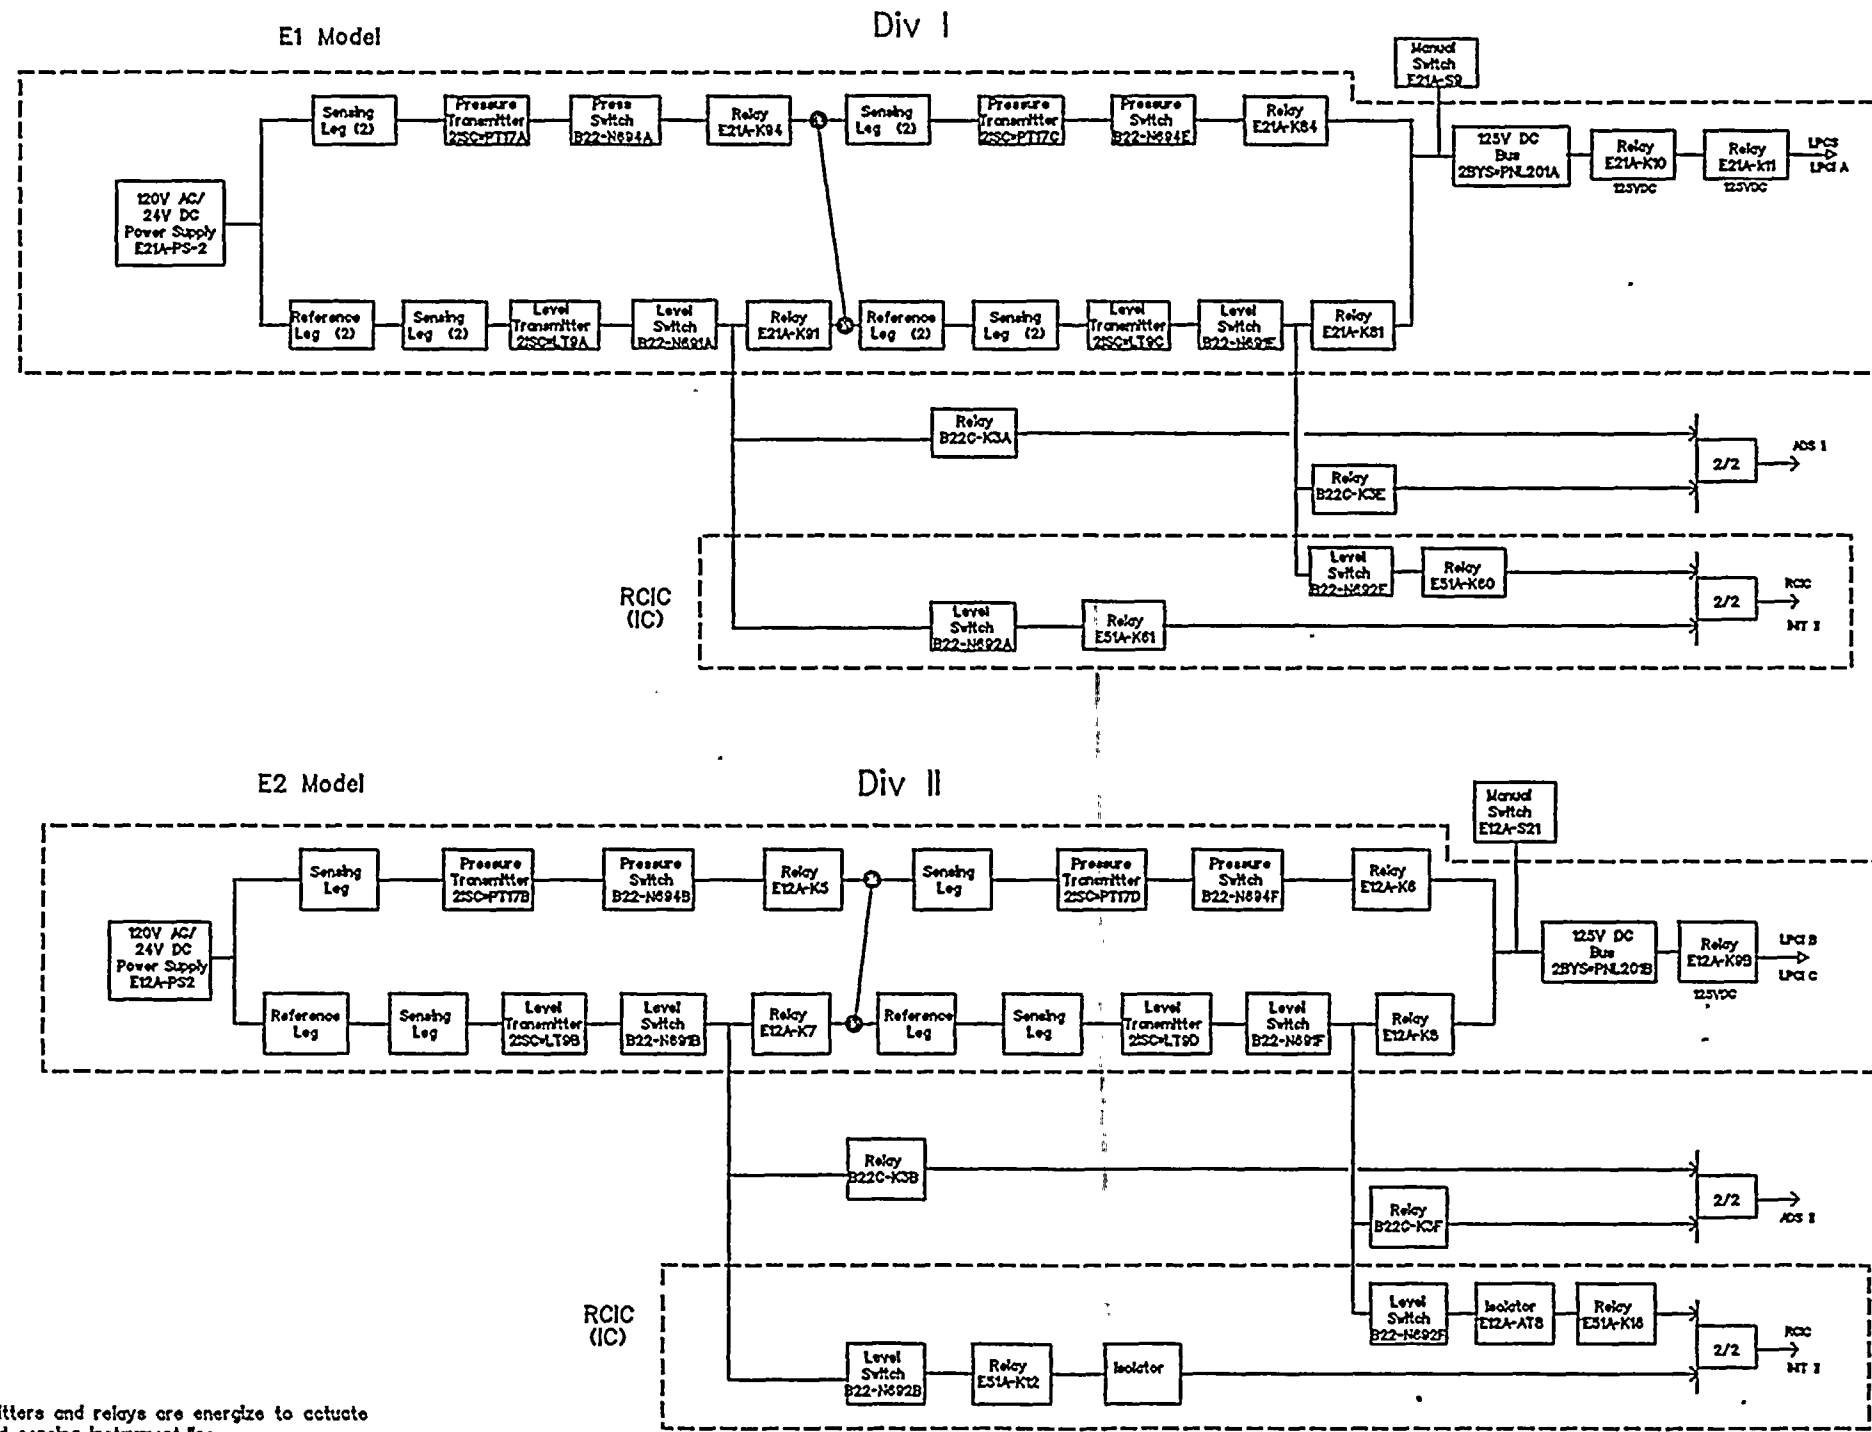 E1 Model
Div I
Manual
Switch
E21A-S9
Sensing
Leg (2)
Pressure
Transmitter
2ISC*PT17A
Press
Switch
B22-N694A
Relay
E21A-K94
Sensing
Leg (2)
Pressure
Transmitter
2ISC*PT17C
Pressure
Switch
B22-N694E
Relay
E21A-K84
125V DC
Bus
2BYS*PNL201A
Relay
E21A-K10
125VDC
Relay
E21A-K11
125VDC
LPCS
LPCI A
120V AC/
24V DC
Power Supply
E21A-PS-2
Reference
Leg (2)
Sensing
Leg (2)
Level
Transmitter
2ISC*LT9A
Level
Switch
B22-N691A
Relay
E21A-K91
Reference
Leg (2)
Sensing
Leg (2)
Level
Transmitter
2ISC*LT9C
Level
Switch
B22-N691E
Relay
E21A-K81
Relay
B22C-K3A
Relay
B22C-K3E
2/2
ADS I
RCIC
(IC)
Level
Switch
B22-N692A
Relay
E51A-K61
Level
Switch
Relay
E51A-K60
2/2
RCIC
E2 Model
Div II
Manual
Switch
E12A-S21
Sensing
Leg
Pressure
Transmitter
2ISC*PT17B
Pressure
Switch
B22-N694B
Relay
E12A-K5
Sensing
Leg
Pressure
Transmitter
2ISC*PT17D
Pressure
Switch
B22-N694F
Relay
E12A-K6
125V DC
Bus
2BYS*PNL201B
Relay
E12A-K9B
125VDC
LPCI B
LPCI C
120V AC/
24V DC
Power Supply
E12A-PS2
Reference
Leg
Sensing
Leg
Level
Transmitter
2ISC*LT9B
Level
Switch
B22-N691B
Relay
E12A-K7
Reference
Leg
Sensing
Leg
Level
Transmitter
2ISC*LT9D
Level
Switch
B22-N691F
Relay
E12A-K8
Relay
B22C-K3B
Relay
B22C-K3F
2/2
ADS II
RCIC
(IC)
Level
Switch
B22-N692B
Relay
E51A-K12
Isolator
Level
Switch
B22-N692F
Isolator
E12A-AT8
Relay
E51A-K18
2/2
RCIC
itters and relays are energize to actuate